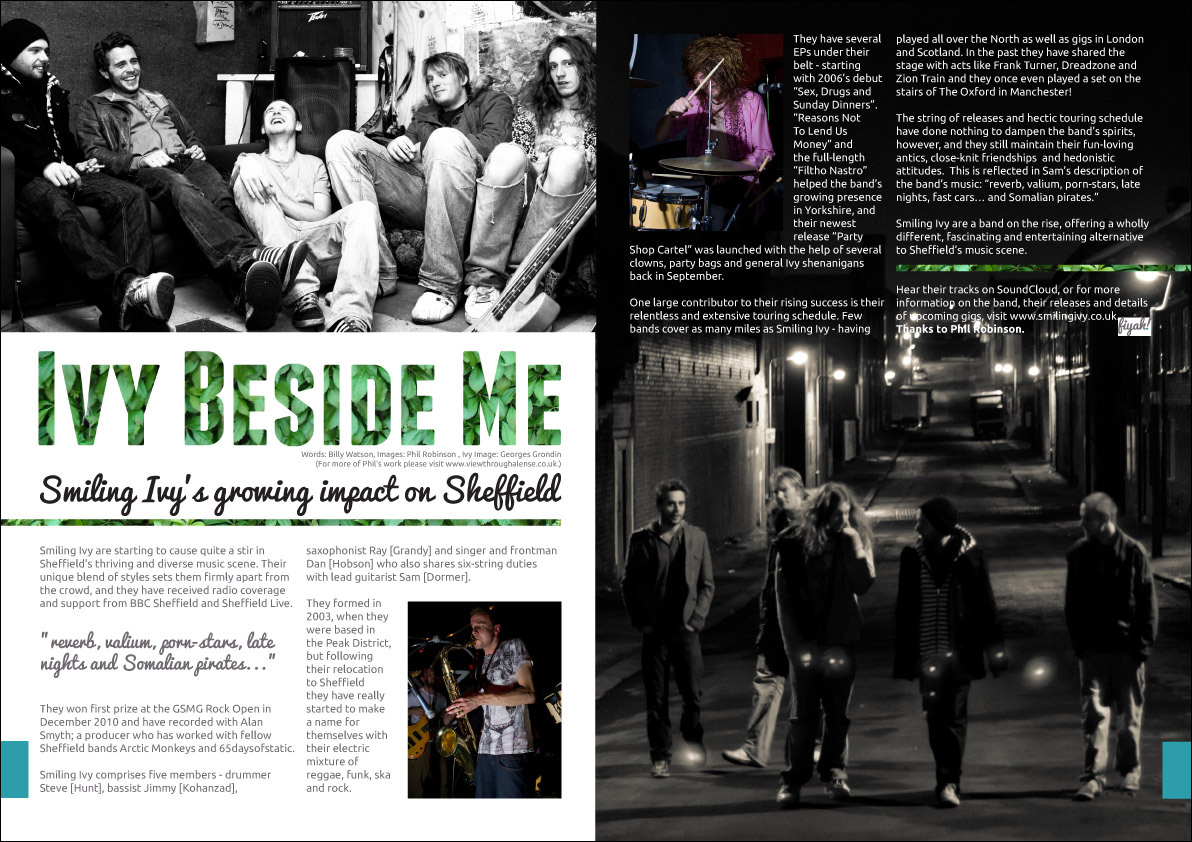 Peavey
IVY BESIDE ME
Words: Billy Watson, Images: Phil Robinson , Ivy Image: Georges Grondin
(For more of Phil's work please visit www.viewthroughalense.co.uk.)
Smiling Ivy's growing impact on Sheffield
Smiling Ivy are starting to cause quite a stir in
Sheffield's thriving and diverse music scene. Their
unique blend of styles sets them firmly apart from
the crowd, and they have received radio coverage
and support from BBC Sheffield and Sheffield Live.
" reverb, valium, porn-stars, late
nights and Somalian pirates..."
They won first prize at the GSMG Rock Open in
December 2010 and have recorded with Alan
Smyth; a producer who has worked with fellow
Sheffield bands Arctic Monkeys and 65daysofstatic.
Smiling Ivy comprises five members - drummer
Steve [Hunt], bassist Jimmy [Kohanzad],
saxophonist Ray [Grandy] and singer and frontman
Dan [Hobson] who also shares six-string duties
with lead guitarist Sam [Dormer].
They formed in
2003, when they
were based in
the Peak District,
but following
their relocation
to Sheffield
they have really
started to make
a name for
themselves with
their electric
mixture of
reggae, funk, ska
and rock.
They have several
EPs under their
belt - starting
with 2006's debut
"Sex, Drugs and
Sunday Dinners".
"Reasons Not
To Lend Us
Money" and
the full-length
"Filtho Nastro"
helped the band's
growing presence
in Yorkshire, and
their newest
release "Party
Shop Cartel" was launched with the help of several
clowns, party bags and general Ivy shenanigans
back in September.
One large contributor to their rising success is their
relentless and extensive touring schedule. Few
bands cover as many miles as Smiling Ivy - having
played all over the North as well as gigs in London
and Scotland. In the past they have shared the
stage with acts like Frank Turner, Dreadzone and
Zion Train and they once even played a set on the
stairs of The Oxford in Manchester!
The string of releases and hectic touring schedule
have done nothing to dampen the band's spirits,
however, and they still maintain their fun-loving
antics, close-knit friendships  and hedonistic
attitudes.  This is reflected in Sam's description of
the band's music: "reverb, valium, porn-stars, late
nights, fast cars… and Somalian pirates."
Smiling Ivy are a band on the rise, offering a wholly
different, fascinating and entertaining alternative
to Sheffield's music scene.
Hear their tracks on SoundCloud, or for more
information on the band, their releases and details
of upcoming gigs, visit www.smilingivy.co.uk.
Thanks to Phil Robinson.
fiyah!